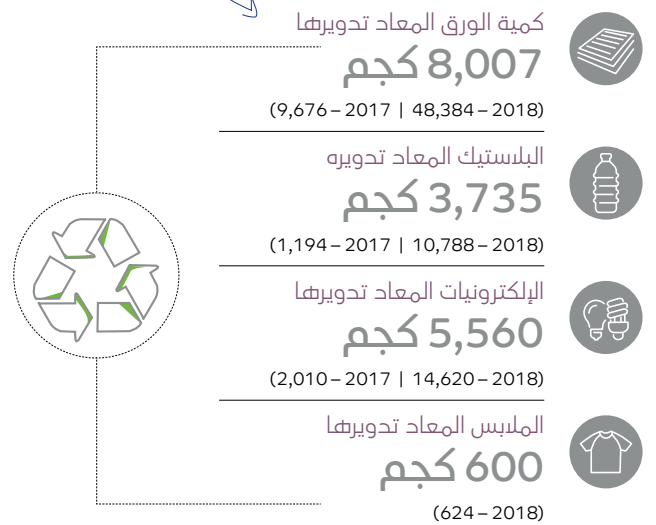 كمية الورق المعاد تدويرها
8,007 كجم
(2018 – 48,384 | 2017 – 9,676)
البلاستيك المعاد تدويره
3,735 كجم
(2018 – 10,788 | 2017 – 1,194)
الإلكترونيات المعاد تدويرها
5,560 كجم
(2018 – 14,620 | 2017 – 2,010)
الملابس المعاد تدويرها
600 كجم
(2018 – 624)